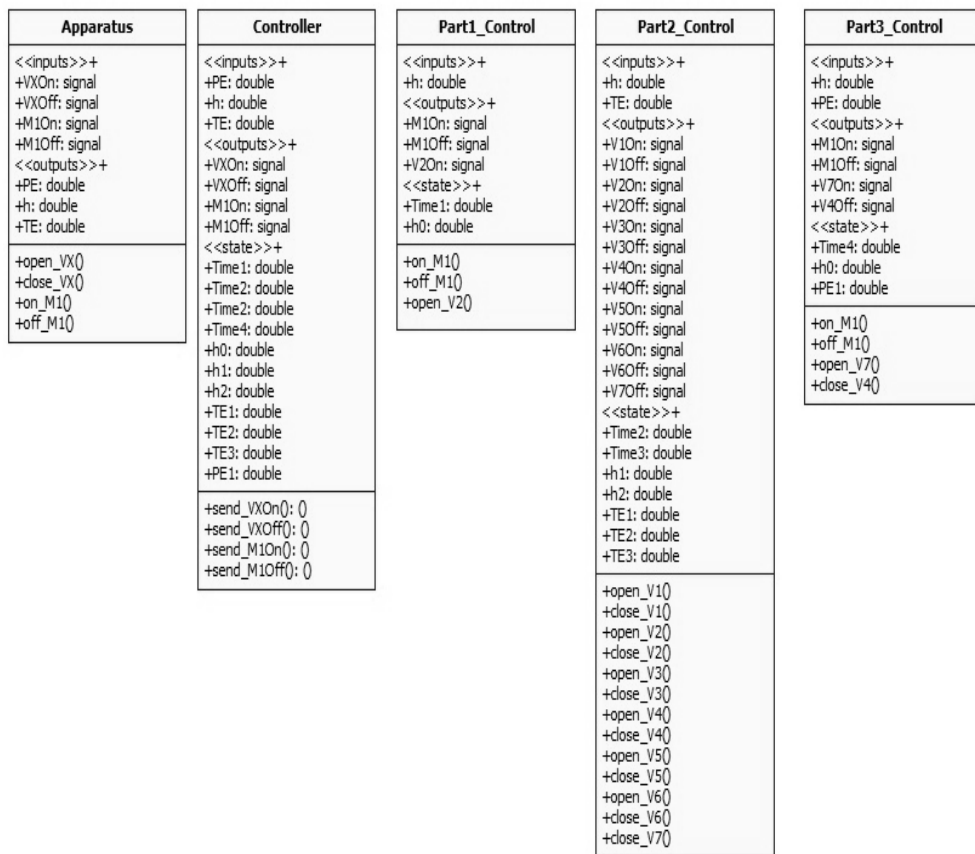 Apparatus
<<inputs>>+
+VXOn: signal
+VXOff: signal
+M1On: signal
+M1Off: signal
<<outputs>>+
+PE: double
+h: double
+TE: double
+open_VX()
+close_VX()
+on_M1()
+off_M1()
Controller
<<inputs>>+
+PE: double
+h: double
+TE: double
<<outputs>>+
+VXOn: signal
+VXOff: signal
+M1On: signal
+M1Off: signal
<<state>>+
+Time1: double
+Time2: double
+Time2: double
+Time4: double
+h0: double
+h1: double
+h2: double
+TE1: double
+TE2: double
+TE3: double
+PE1: double
+send_VXOn(): ()
+send_VXOff(): ()
+send_M1On(): ()
+send_M1Off(): ()
Part1_Control
<<inputs>>+
+h: double
<<outputs>>+
+M1On: signal
+M1Off: signal
+V2On: signal
<<state>>+
+Time1: double
+h0: double
+on_M1()
+off_M1()
+open_V2()
Part2_Control
<<inputs>>+
+h: double
+TE: double
<<outputs>>+
+V1On: signal
+V1Off: signal
+V2On: signal
+V2Off: signal
+V3On: signal
+V3Off: signal
+V4On: signal
+V4Off: signal
+V5On: signal
+V5Off: signal
+V6On: signal
+V6Off: signal
+V7Off: signal
<<state>>+
+Time2: double
+Time3: double
+h1: double
+h2: double
+TE1: double
+TE2: double
+TE3: double
+open_V1()
+close_V1()
+open_V2()
+close_V2()
+open_V3()
+close_V3()
+open_V4()
+close_V4()
+open_V5()
+close_V5()
+open_V6()
+close_V6()
+close_V7()
Part3_Control
<<inputs>>+
+h: double
+PE: double
<<outputs>>+
+M1On: signal
+M1Off: signal
+V7On: signal
+V4Off: signal
<<state>>+
+Time4: double
+h0: double
+PE1: double
+on_M1()
+off_M1()
+open_V7()
+close_V4()